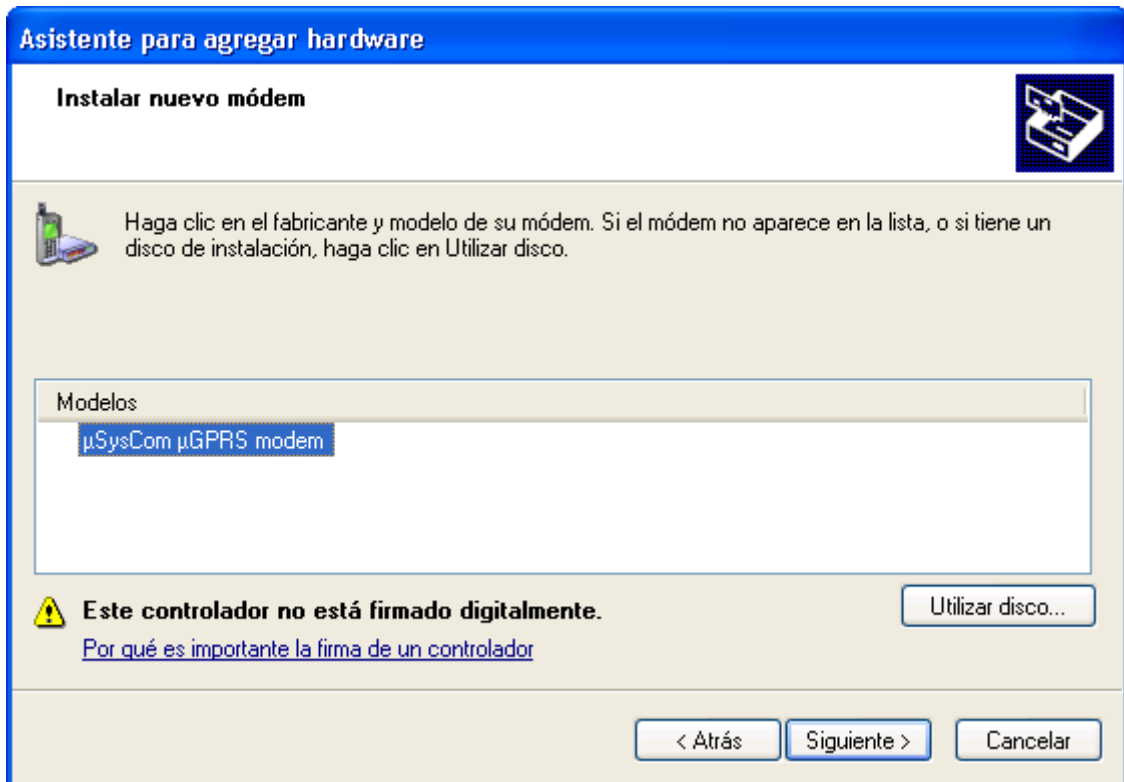 Asistente para agregar hardware
Instalar nuevo módem
Haga clic en el fabricante y modelo de su módem. Si el módem no aparece en la lista, o si tiene un
disco de instalación, haga clic en Utilizar disco.
Modelos
µSysCom µGPRS modem
Este controlador no está firmado digitalmente.
Utilizar disco...
Por qué es importante la firma de un controlador
< Atrás
Siguiente >
Cancelar